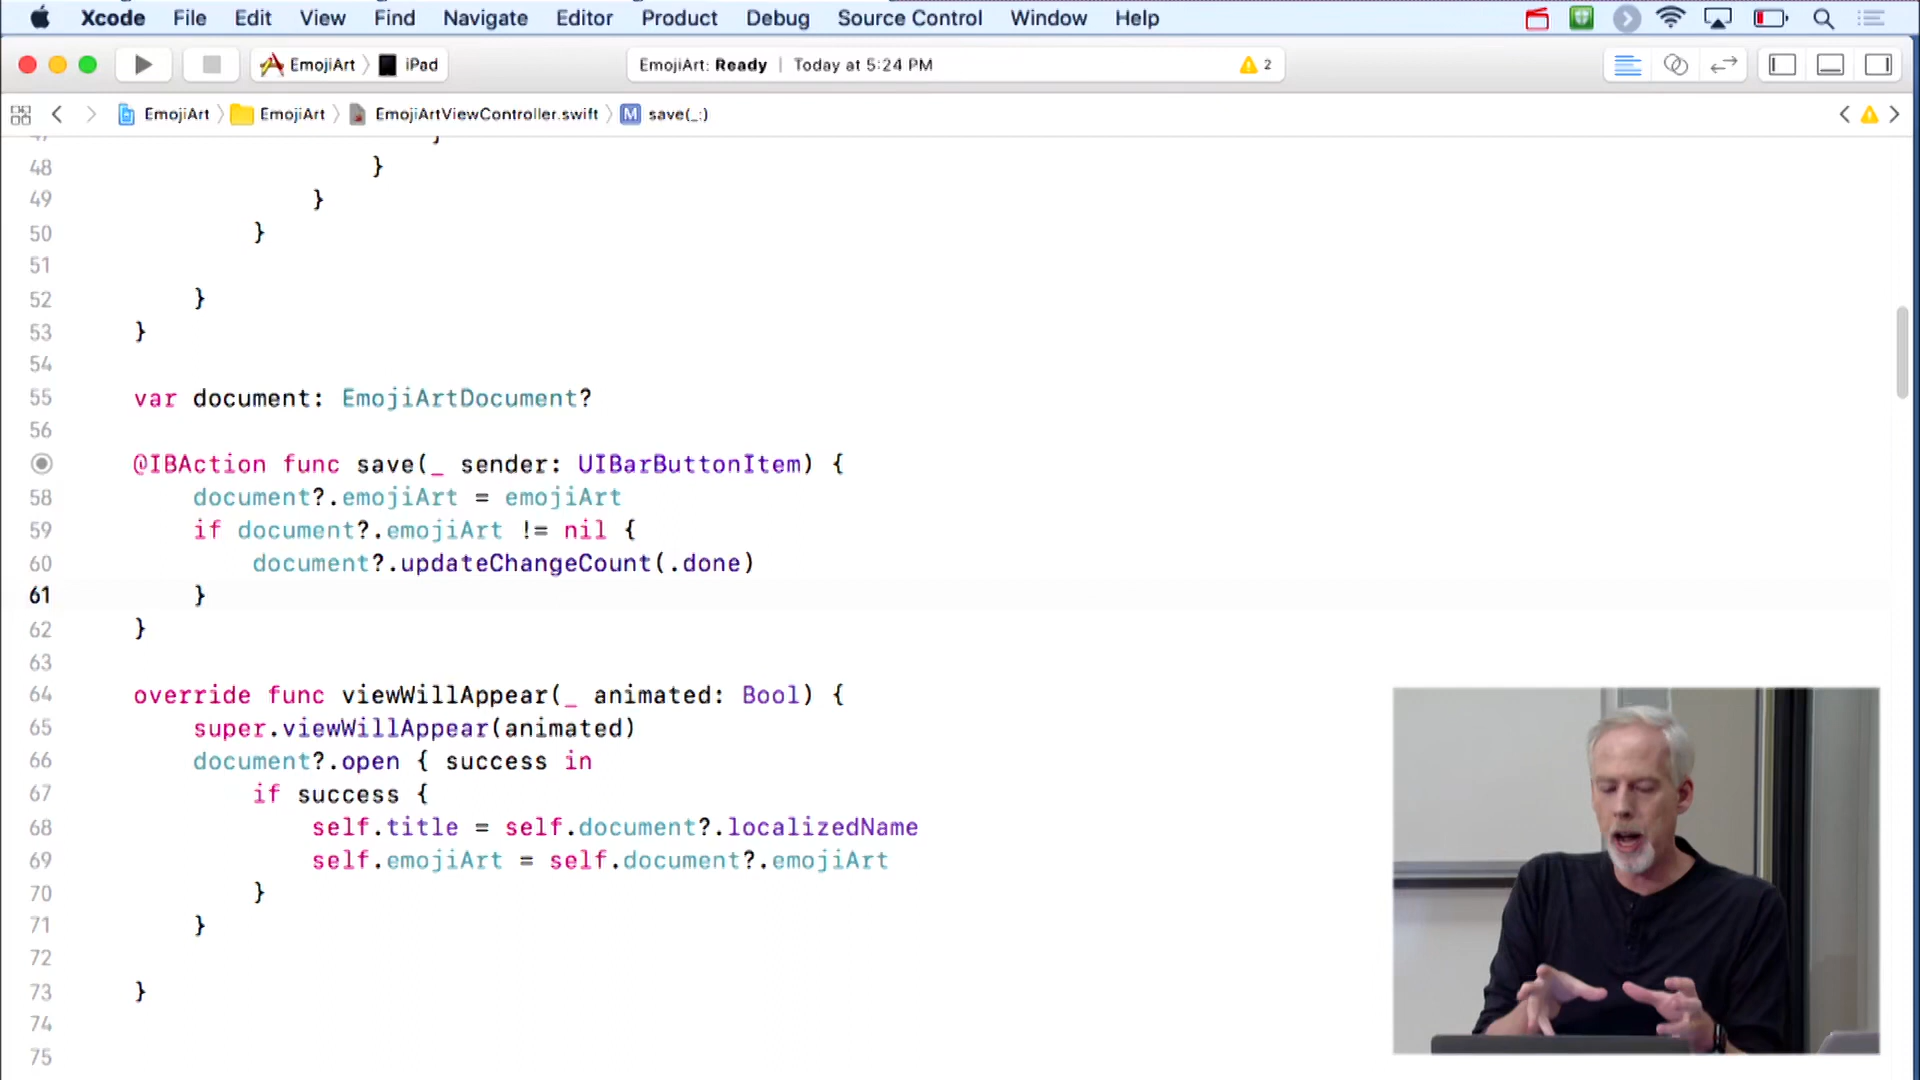 Xcode File Edit View Find Navigate Editor Product Debug Source Control Window Help
EmojiArt iPad EmojiArt: Ready | Today at 5:24 PM 2
EmojiArt EmojiArt EmojiArtViewController.swift M save(_:)
48 }
49 }
50 }
51
52 }
53 }
54
55 var document: EmojiArtDocument?
56
@IBAction func save(_ sender: UIBarButtonItem) {
58 document?.emojiArt = emojiArt
59 if document?.emojiArt != nil {
60 document?.updateChangeCount(.done)
61 }
62 }
63
64 override func viewWillAppear(_ animated: Bool) {
65 super.viewWillAppear(animated)
66 document?.open { success in
67 if success {
68 self.title = self.document?.localizedName
69 self.emojiArt = self.document?.emojiArt
70 }
71 }
72
73 }
74
75